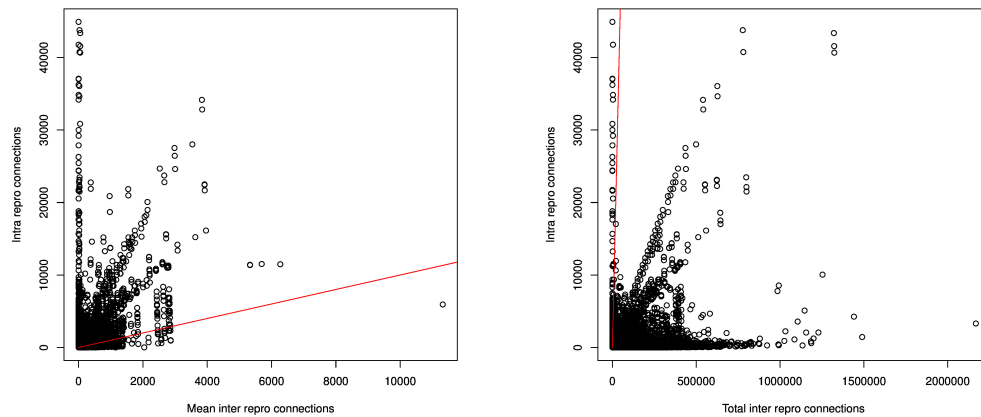 40000
30000
20000
10000
0
Intra repro connections
0 2000 4000 6000 8000 10000
Mean inter repro connections
40000
30000
20000
10000
0
Intra repro connections
0 500000 1000000 1500000 2000000
Total inter repro connections